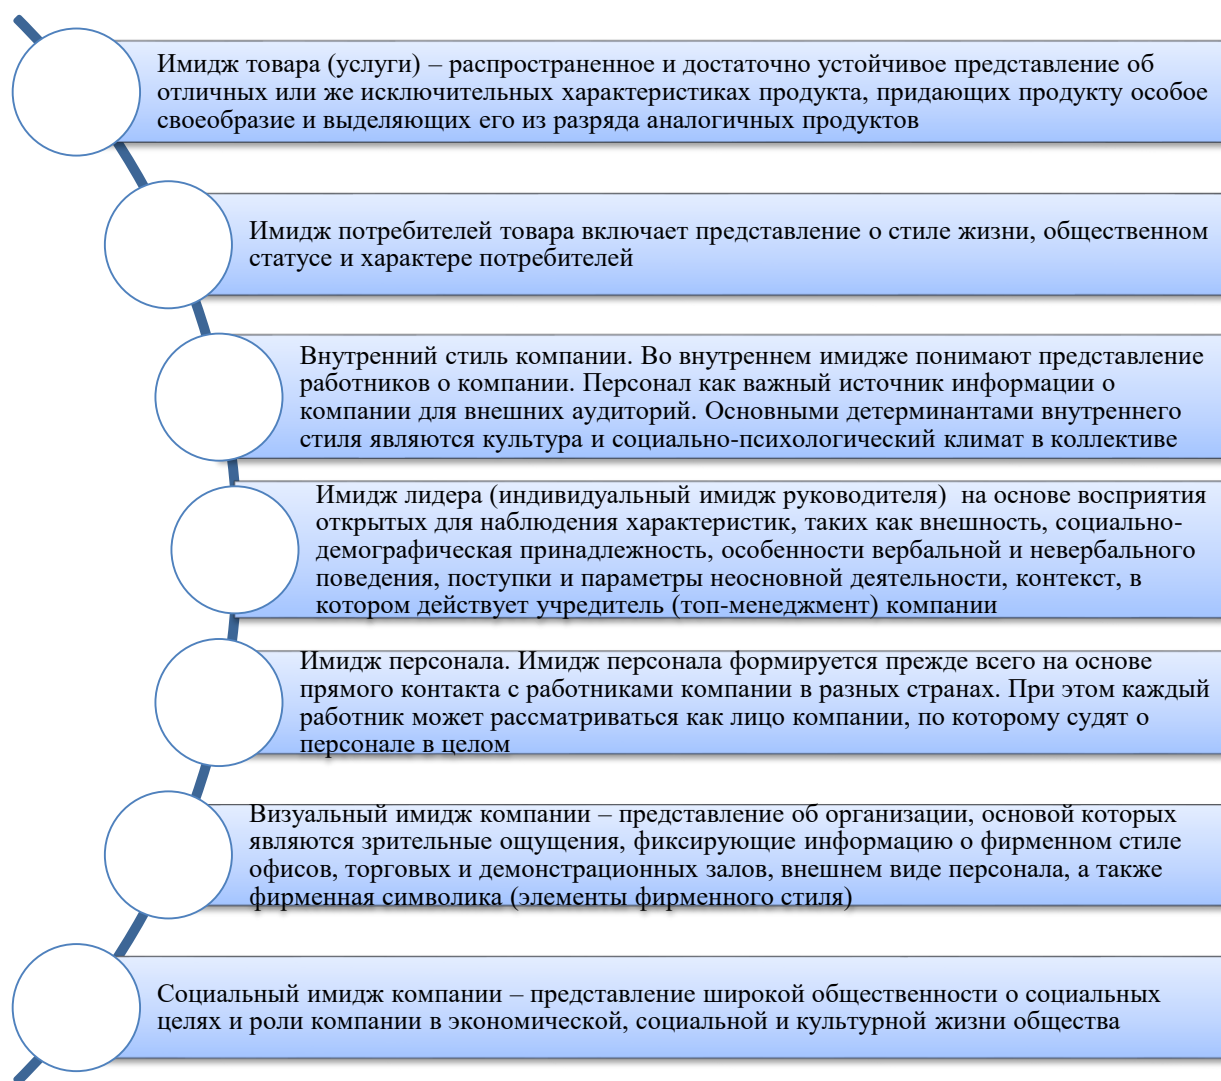 Имидж товара (услуги) – распространенное и достаточно устойчивое представление об
отличных или же исключительных характеристиках продукта, придающих продукту особое
своеобразие и выделяющих его из разряда аналогичных продуктов
Имидж потребителей товара включает представление о стиле жизни, общественном
статусе и характере потребителей
Внутренний стиль компании. Во внутреннем имидже понимают представление
работников о компании. Персонал как важный источник информации о
компании для внешних аудиторий. Основными детерминантами внутреннего
стиля являются культура и социально-психологический климат в коллективе
Имидж лидера (индивидуальный имидж руководителя)  на основе восприятия
открытых для наблюдения характеристик, таких как внешность, социально-
демографическая принадлежность, особенности вербальной и невербального
поведения, поступки и параметры неосновной деятельности, контекст, в
котором действует учредитель (топ-менеджмент) компании
Имидж персонала. Имидж персонала формируется прежде всего на основе
прямого контакта с работниками компании в разных странах. При этом каждый
работник может рассматриваться как лицо компании, по которому судят о
персонале в целом
Визуальный имидж компании – представление об организации, основой которых
являются зрительные ощущения, фиксирующие информацию о фирменном стиле
офисов, торговых и демонстрационных залов, внешнем виде персонала, а также
фирменная символика (элементы фирменного стиля)
Социальный имидж компании – представление широкой общественности о социальных
целях и роли компании в экономической, социальной и культурной жизни общества